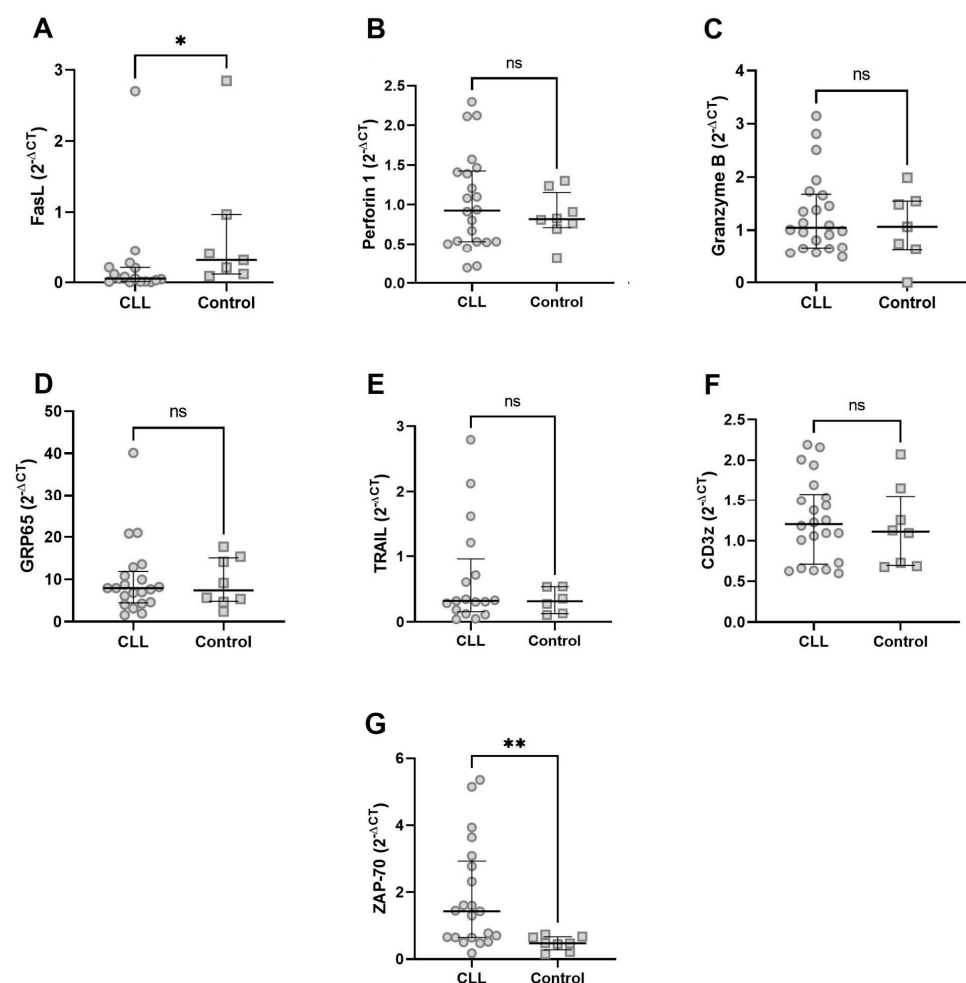 A
*
FasL (2-ΔCT)
3
2
1
0
CLL Control
B
ns
Perforin 1 (2-ΔCT)
2.5
2.0
1.5
1.0
0.5
0.0
CLL Control
C
ns
Granzyme B (2-ΔCT)
4
3
2
1
0
CLL Control
D
ns
GRP65 (2-ΔCT)
50
40
30
20
10
0
CLL Control
E
ns
TRAIL (2-ΔCT)
3
2
1
0
CLL Control
F
ns
CD3z (2-ΔCT)
2.5
2.0
1.5
1.0
0.5
0.0
CLL Control
G
**
ZAP-70 (2-ΔCT)
6
4
2
0
CLL Control